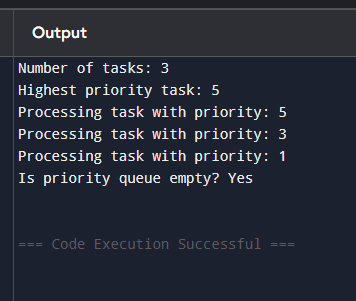 Output
Number of tasks: 3
Highest priority task: 5
Processing task with priority: 5
Processing task with priority: 3
Processing task with priority: 1
Is priority queue empty? Yes
=== Code Execution Successful ===